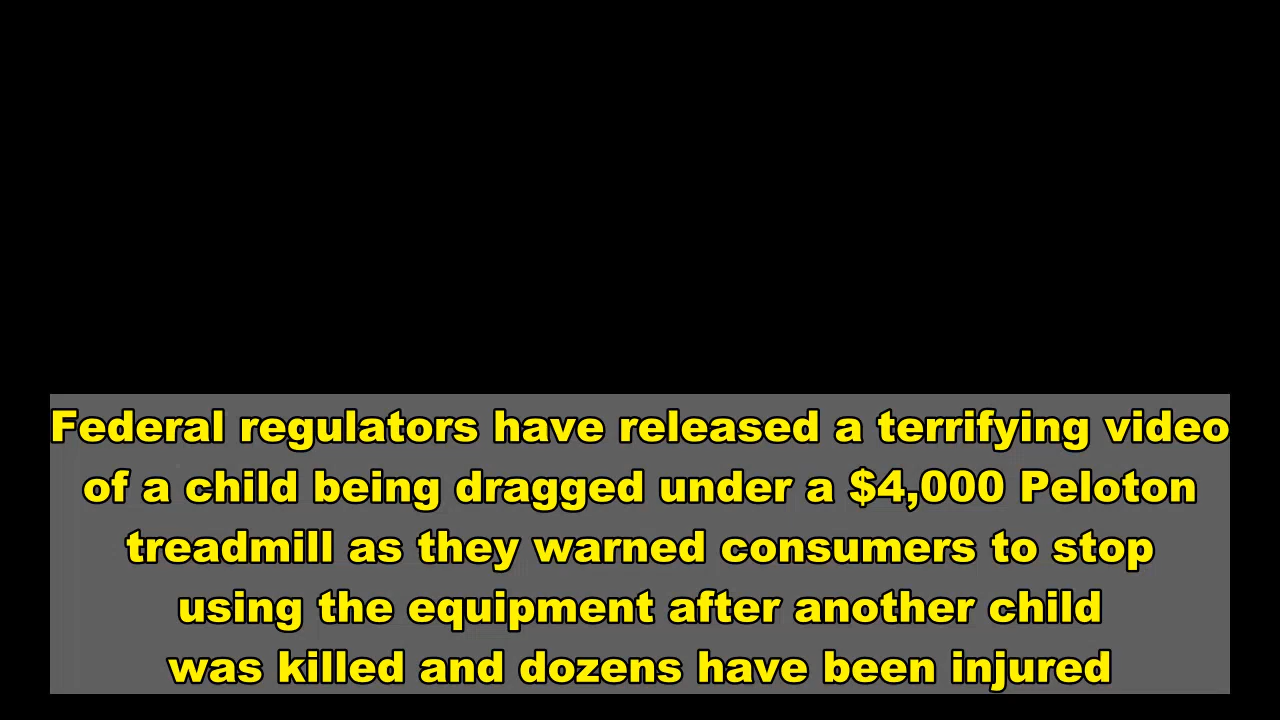 Federal regulators have released a terrifying video
of a child being dragged under a $4,000 Peloton
treadmill as they warned consumers to stop
using the equipment after another child
was killed and dozens have been injured